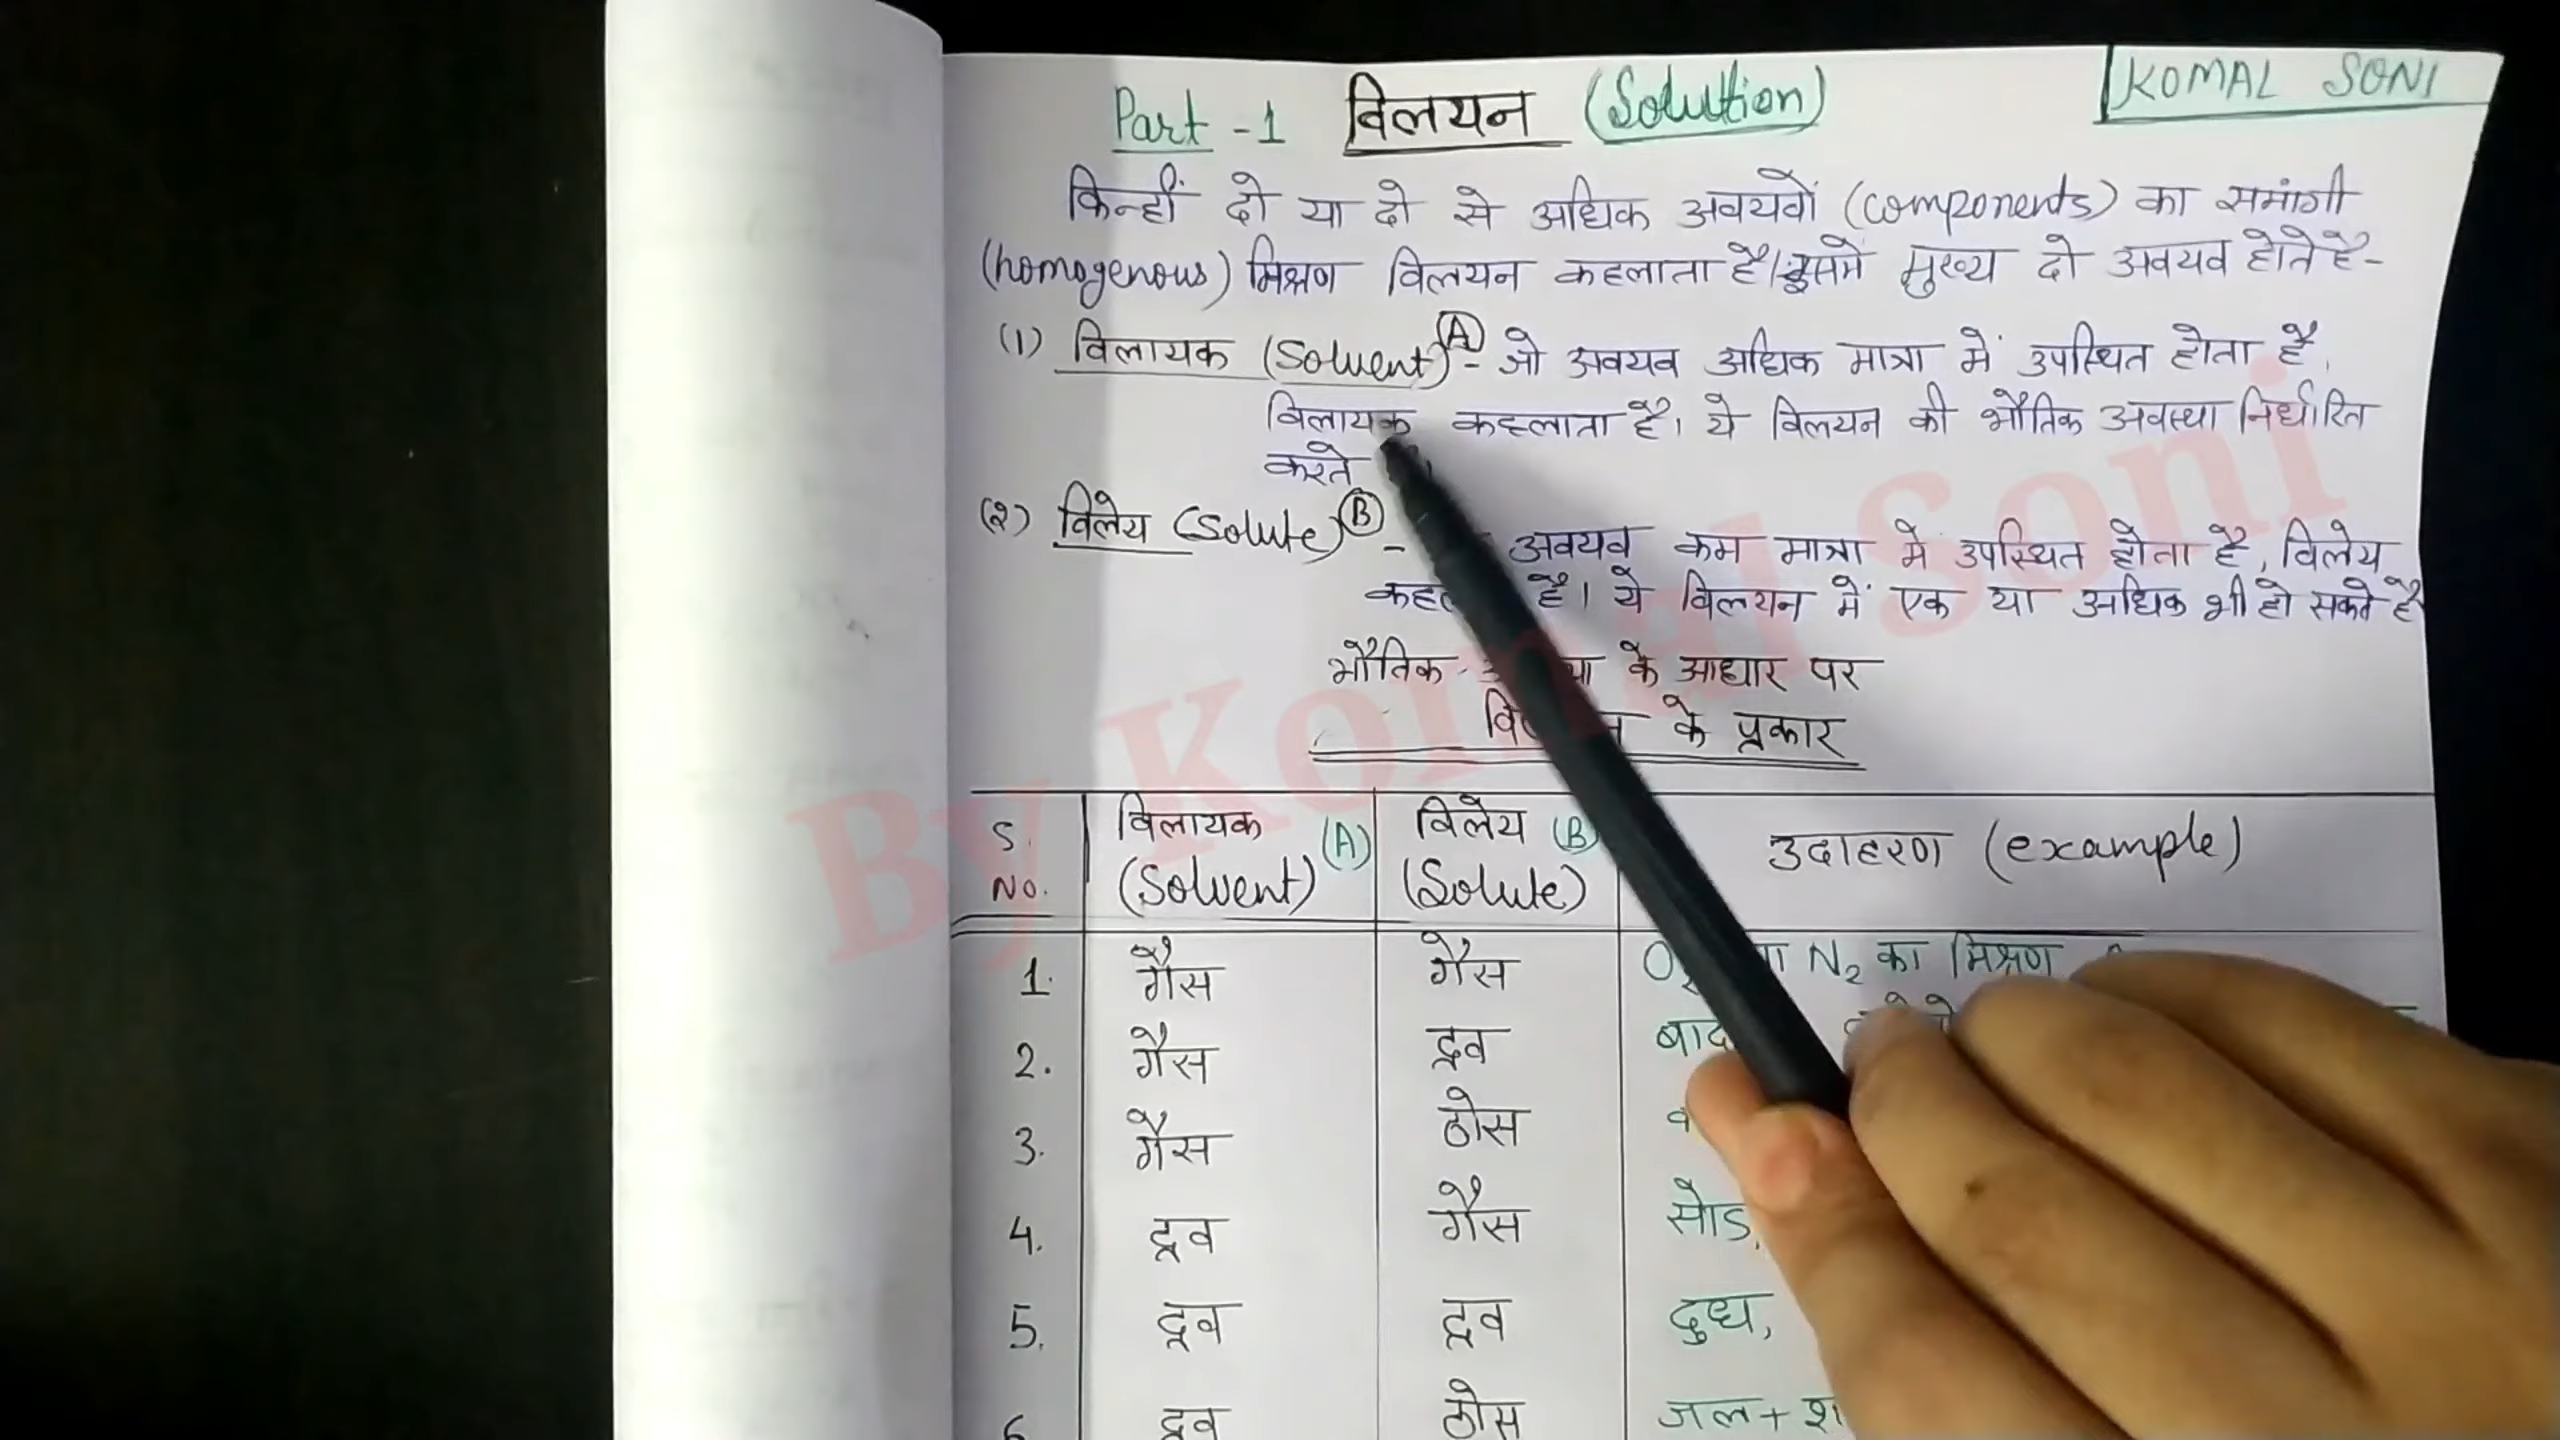 Part -1 विलयन (Soluttion)
KOMAL SONI
किन्हीं दो या दो से अधिक अवयवों (components) का समांगी
(homogenous) मिश्रण विलयन कहलाता है। इसमें मुख्य दो अवयव होते है-
(1) विलायक (Solvent) (A) - जो अवयव अधिक मात्रा में उपस्थित होता है,
विलायक कहलाता है। ये विलयन की भौतिक अवस्था निर्धारित
करते
(२) विलेय (Solute) (B) - अवयव कम मात्रा में उपस्थित होता है, विलेय
है। ये विलयन में एक या अधिक भी हो सकते है
भौतिक के आधार पर
के प्रकार
By Komal Soni
S. No. विलायक (Solvent) (A) विलेय (B) (Solute) उदाहरण (example)
1. गैस गैस N2 का मिश्रण
2. गैस द्रव
3. गैस ठोस
4. द्रव गैस
5. द्रव द्रव दुध,
6 द्रव ठोस जल +